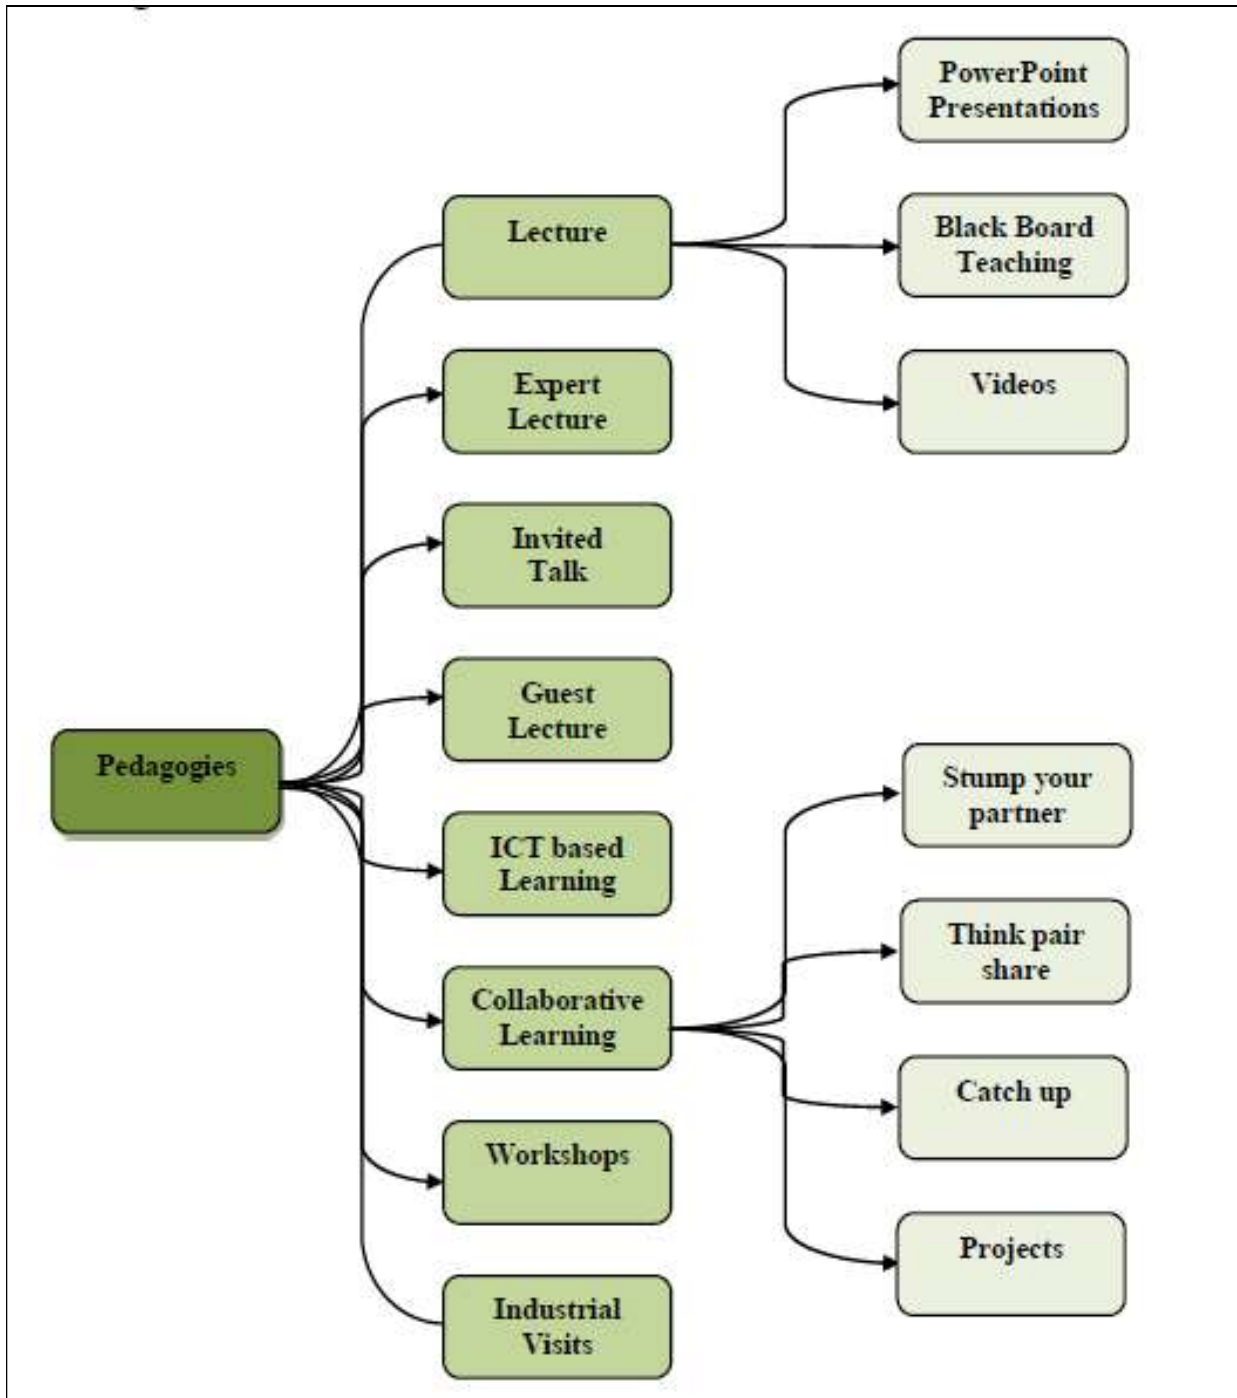 PowerPoint
Presentations
Lecture
Black Board
Teaching
Videos
Expert
Lecture
Invited
Talk
Guest
Lecture
Pedagogies
ICT based
Learning
Collaborative
Learning
Stump your
partner
Think pair
share
Catch up
Projects
Workshops
Industrial
Visits